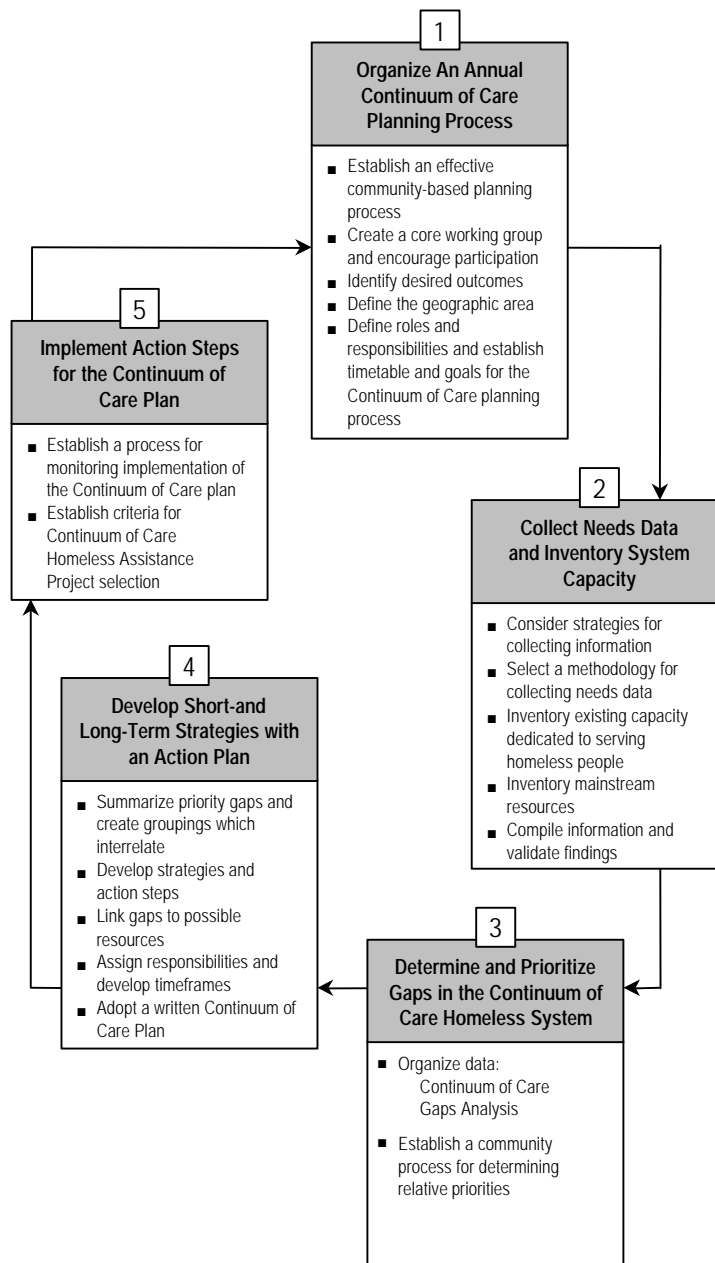 1
Organize An Annual
Continuum of Care
Planning Process
■ Establish an effective
community-based planning
process
■ Create a core working group
and encourage participation
■ Identify desired outcomes
■ Define the geographic area
■ Define roles and
responsibilities and establish
timetable and goals for the
Continuum of Care planning
process
2
Collect Needs Data
and Inventory System
Capacity
■ Consider strategies for
collecting information
■ Select a methodology for
collecting needs data
■ Inventory existing capacity
dedicated to serving
homeless people
■ Inventory mainstream
resources
■ Compile information and
validate findings
3
Determine and Prioritize
Gaps in the Continuum of
Care Homeless System
■ Organize data:
Continuum of Care
Gaps Analysis
■ Establish a community
process for determining
relative priorities
4
Develop Short-and
Long-Term Strategies with
an Action Plan
■ Summarize priority gaps and
create groupings which
interrelate
■ Develop strategies and
action steps
■ Link gaps to possible
resources
■ Assign responsibilities and
develop timeframes
■ Adopt a written Continuum of
Care Plan
5
Implement Action Steps
for the Continuum of
Care Plan
■ Establish a process for
monitoring implementation of
the Continuum of Care plan
■ Establish criteria for
Continuum of Care
Homeless Assistance
Project selection